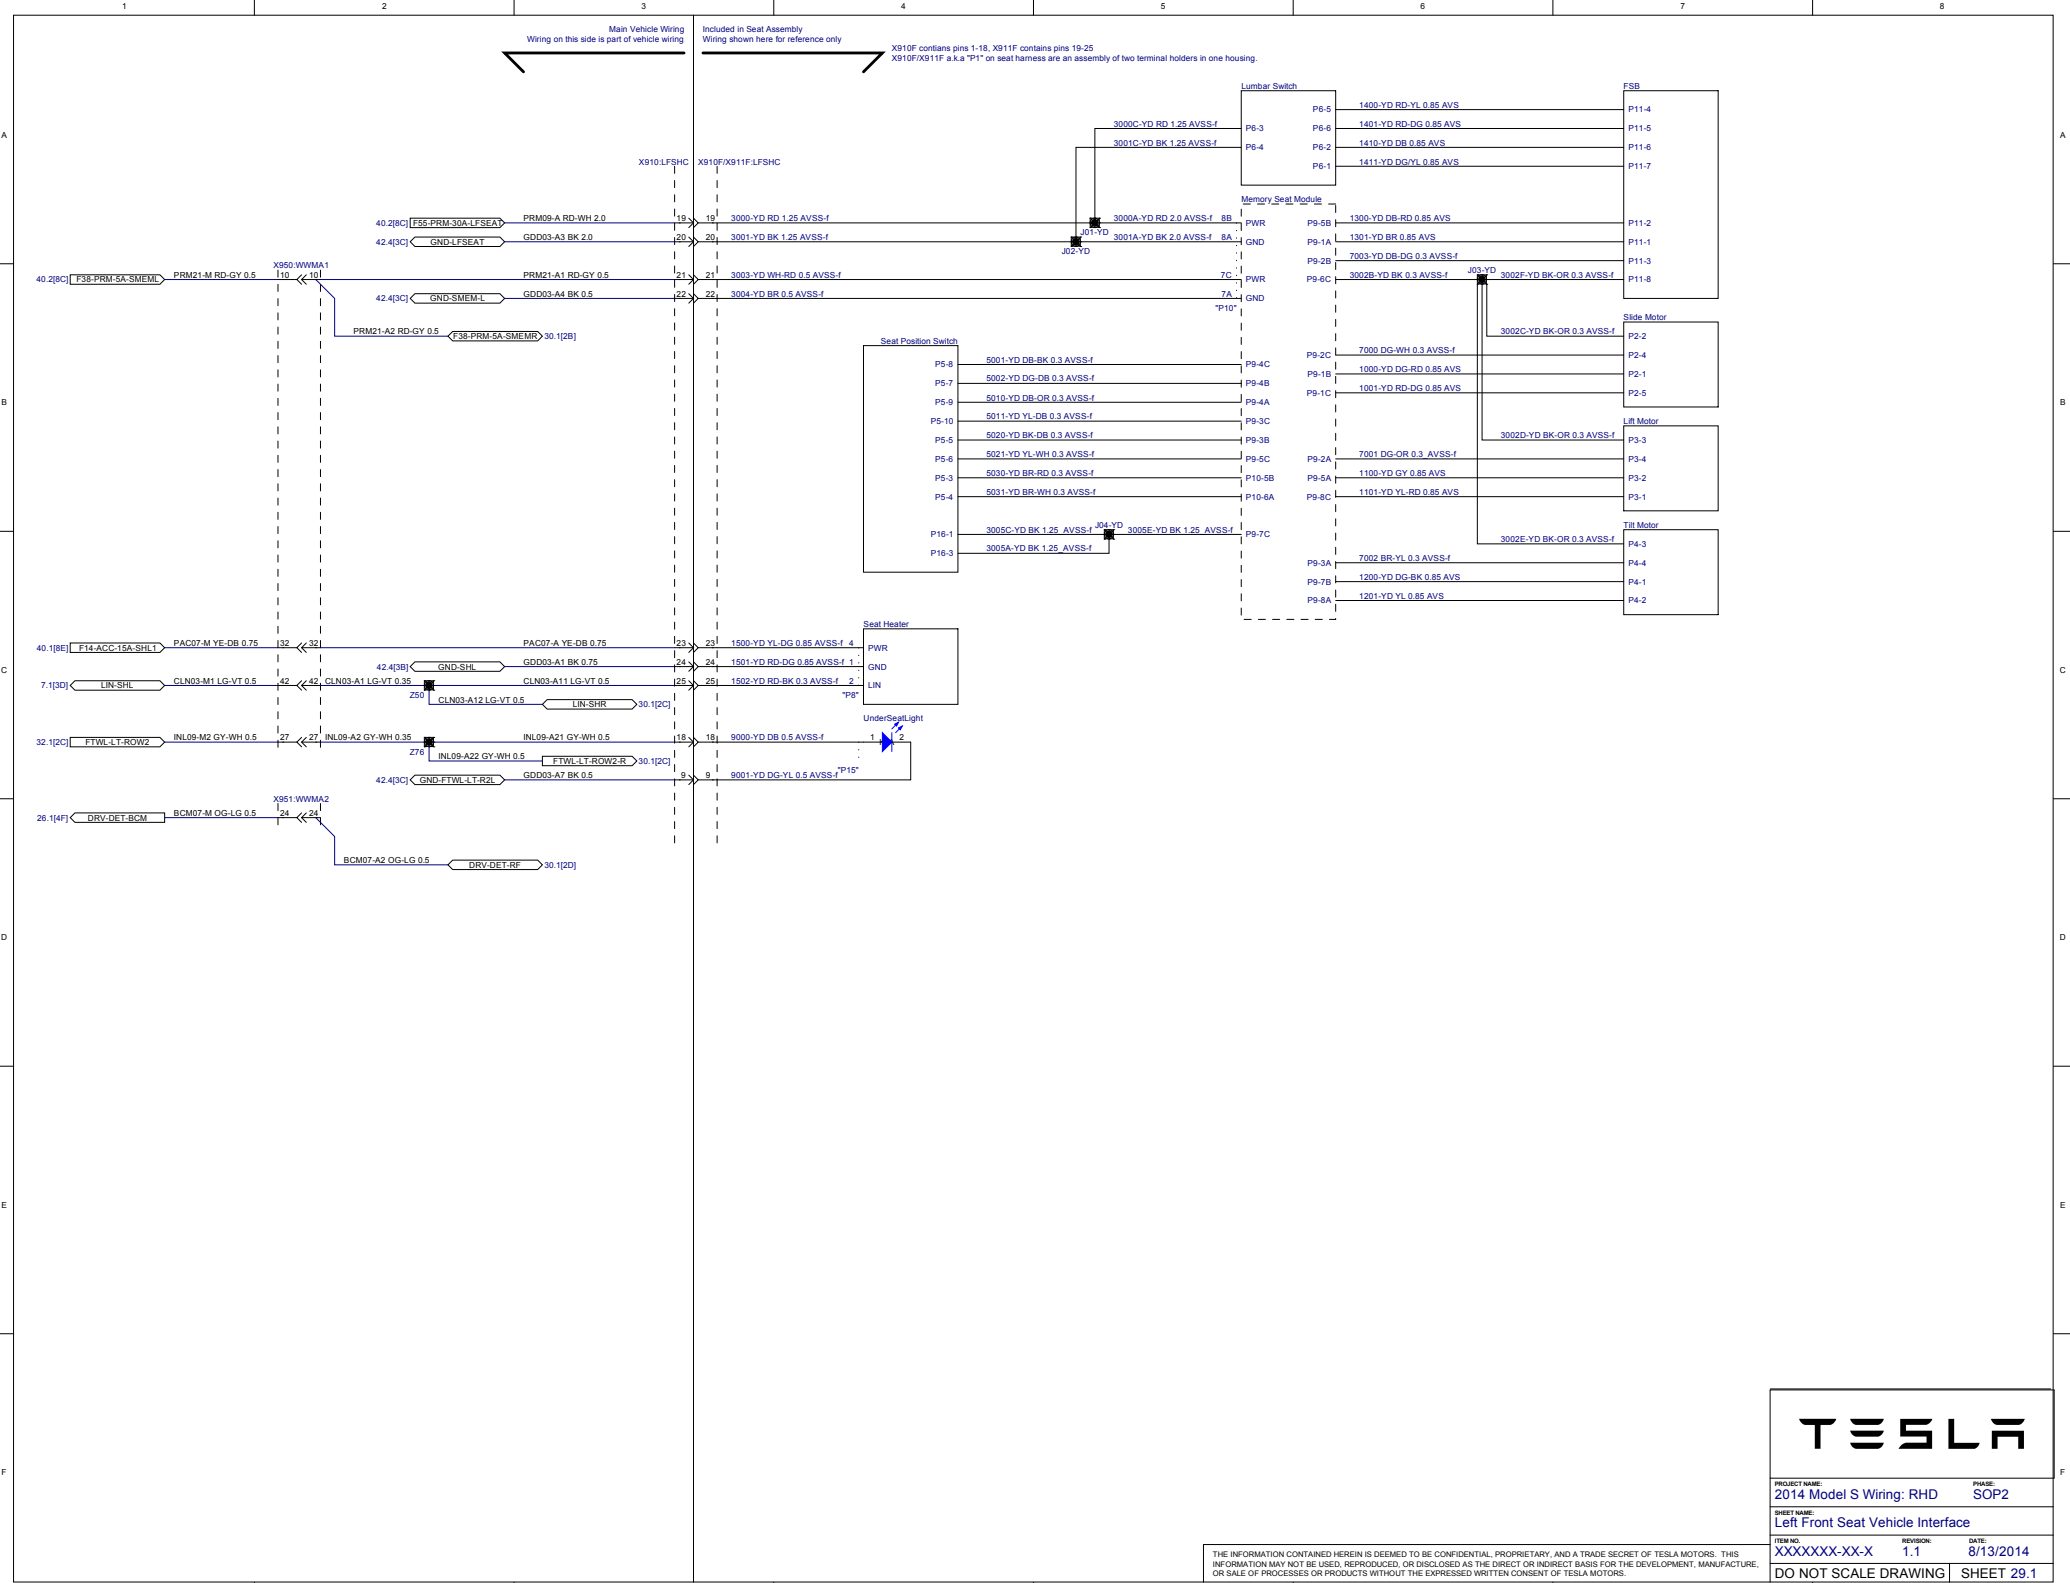 1 2 3 4 5 6 7 8
Main Vehicle Wiring
Wiring on this side is part of vehicle wiring
Included in Seat Assembly
Wiring shown here for reference only
X910F contians pins 1-18, X911F contains pins 19-25
X910F/X911F a.k.a "P1" on seat harness are an assembly of two terminal holders in one housing.
Lumbar Switch
FSB
P6-5 1400-YD RD-YL 0.85 AVS P11-4
A 3000C-YD RD 1.25 AVSS-f P6-3 P6-6 1401-YD RD-DG 0.85 AVS P11-5 A
3001C-YD BK 1.25 AVSS-f P6-4 P6-2 1410-YD DB 0.85 AVS P11-6
P6-1 1411-YD DG/YL 0.85 AVS P11-7
X910:LFSHC X910F/X911F:LFSHC
Memory Seat Module
40.2[8C] F55-PRM-30A-LFSEAT PRM09-A RD-WH 2.0 19 19 3000-YD RD 1.25 AVSS-f 3000A-YD RD 2.0 AVSS-f 8B PWR P9-5B 1300-YD DB-RD 0.85 AVS P11-2
J01-YD
42.4[3C] GND-LFSEAT GDD03-A3 BK 2.0 20 20 3001-YD BK 1.25 AVSS-f 3001A-YD BK 2.0 AVSS-f 8A GND P9-1A 1301-YD BR 0.85 AVS P11-1
J02-YD
P9-2B 7003-YD DB-DG 0.3 AVSS-f P11-3
X950:WWMA1
40.2[8C] F38-PRM-5A-SMEML PRM21-M RD-GY 0.5 10 10 PRM21-A1 RD-GY 0.5 21 21 3003-YD WH-RD 0.5 AVSS-f 7C PWR P9-6C 3002B-YD BK 0.3 AVSS-f J03-YD 3002F-YD BK-OR 0.3 AVSS-f P11-8
42.4[3C] GND-SMEM-L GDD03-A4 BK 0.5 22 22 3004-YD BR 0.5 AVSS-f 7A GND
"P10"
Slide Motor
PRM21-A2 RD-GY 0.5 F38-PRM-5A-SMEMR 30.1[2B] 3002C-YD BK-OR 0.3 AVSS-f P2-2
Seat Position Switch
P9-2C 7000 DG-WH 0.3 AVSS-f P2-4
P5-8 5001-YD DB-BK 0.3 AVSS-f P9-4C
P9-1B 1000-YD DG-RD 0.85 AVS P2-1
P5-7 5002-YD DG-DB 0.3 AVSS-f P9-4B
P9-1C 1001-YD RD-DG 0.85 AVS P2-5
B P5-9 5010-YD DB-OR 0.3 AVSS-f P9-4A B
P5-10 5011-YD YL-DB 0.3 AVSS-f P9-3C
Lift Motor
P5-5 5020-YD BK-DB 0.3 AVSS-f P9-3B 3002D-YD BK-OR 0.3 AVSS-f P3-3
P5-6 5021-YD YL-WH 0.3 AVSS-f P9-5C P9-2A 7001 DG-OR 0.3_AVSS-f P3-4
P5-3 5030-YD BR-RD 0.3 AVSS-f P10-5B P9-5A 1100-YD GY 0.85 AVS P3-2
P5-4 5031-YD BR-WH 0.3 AVSS-f P10-6A P9-8C 1101-YD YL-RD 0.85 AVS P3-1
Tilt Motor
P16-1 3005C-YD BK 1.25_AVSS-f J04-YD 3005E-YD BK 1.25_AVSS-f P9-7C
3002E-YD BK-OR 0.3 AVSS-f P4-3
P16-3 3005A-YD BK 1.25_AVSS-f
P9-3A 7002 BR-YL 0.3 AVSS-f P4-4
P9-7B 1200-YD DG-BK 0.85 AVS P4-1
P9-8A 1201-YD YL 0.85 AVS P4-2
Seat Heater
40.1[8E] F14-ACC-15A-SHL1 PAC07-M YE-DB 0.75 32 32 PAC07-A YE-DB 0.75 23 23 1500-YD YL-DG 0.85 AVSS-f 4 PWR
C 42.4[3B] GND-SHL GDD03-A1 BK 0.75 24 24 1501-YD RD-DG 0.85 AVSS-f 1 GND C
7.1[3D] LIN-SHL CLN03-M1 LG-VT 0.5 42 42 CLN03-A1 LG-VT 0.35 CLN03-A11 LG-VT 0.5 25 25 1502-YD RD-BK 0.3 AVSS-f 2 LIN
Z50 "P8"
CLN03-A12 LG-VT 0.5 LIN-SHR 30.1[2C]
UnderSeatLight
32.1[2C] FTWL-LT-ROW2 INL09-M2 GY-WH 0.5 27 27 INL09-A2 GY-WH 0.35 INL09-A21 GY-WH 0.5 18 18 9000-YD DB 0.5 AVSS-f 1 2
Z76
INL09-A22 GY-WH 0.5 FTWL-LT-ROW2-R 30.1[2C]
"P15"
42.4[3C] GND-FTWL-LT-R2L GDD03-A7 BK 0.5 9 9 9001-YD DG-YL 0.5 AVSS-f
X951:WWMA2
26.1[4F] DRV-DET-BCM BCM07-M OG-LG 0.5 24 24
BCM07-A2 OG-LG 0.5 DRV-DET-RF 30.1[2D]
D D
E E
F F
TESLA
PROJECT NAME: PHASE:
2014 Model S Wiring: RHD SOP2
SHEET NAME:
Left Front Seat Vehicle Interface
ITEM NO. REVISION: DATE:
XXXXXXX-XX-X 1.1 8/13/2014
DO NOT SCALE DRAWING SHEET 29.1
THE INFORMATION CONTAINED HEREIN IS DEEMED TO BE CONFIDENTIAL, PROPRIETARY, AND A TRADE SECRET OF TESLA MOTORS. THIS
INFORMATION MAY NOT BE USED, REPRODUCED, OR DISCLOSED AS THE DIRECT OR INDIRECT BASIS FOR THE DEVELOPMENT, MANUFACTURE,
OR SALE OF PROCESSES OR PRODUCTS WITHOUT THE EXPRESSED WRITTEN CONSENT OF TESLA MOTORS.
1 2 3 4 5 6 7 8